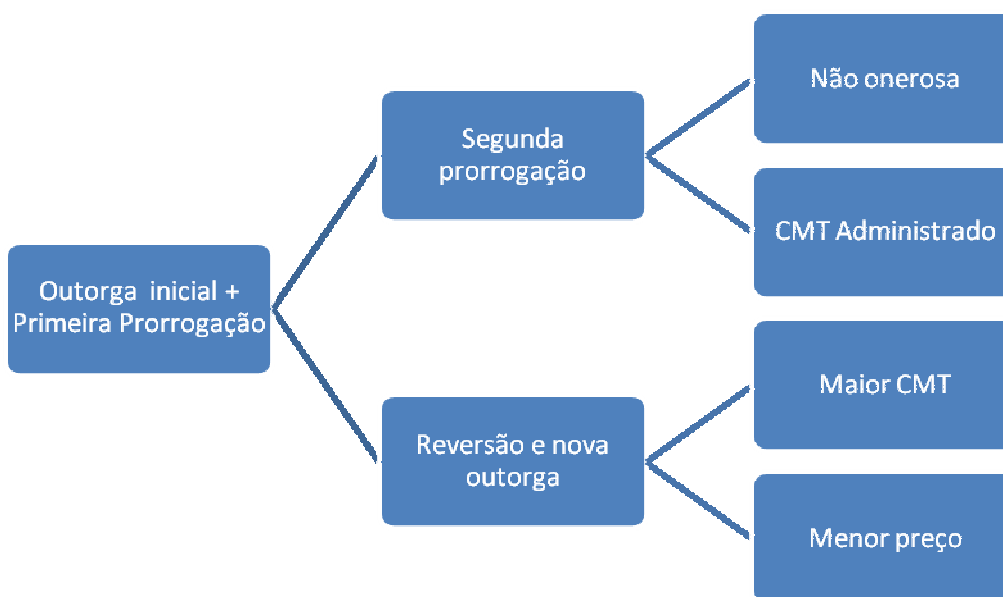 Não onerosa
Segunda
prorrogação
CMT Administrado
Outorga inicial +
Primeira Prorrogação
Maior CMT
Reversão e nova
outorga
Menor preço